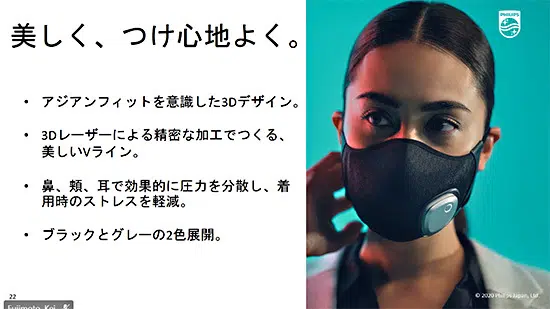 美しく、つけ心地よく。
PHILIPS
• アジアンフィットを意識した3Dデザイン。
• 3Dレーザーによる精密な加工でつくる、
美しいVライン。
• 鼻、頬、耳で効果的に圧力を分散し、着
用時のストレスを軽減。
• ブラックとグレーの2色展開。
22
© 2020 Philips Japan, Ltd.
Fujimoto, Koi